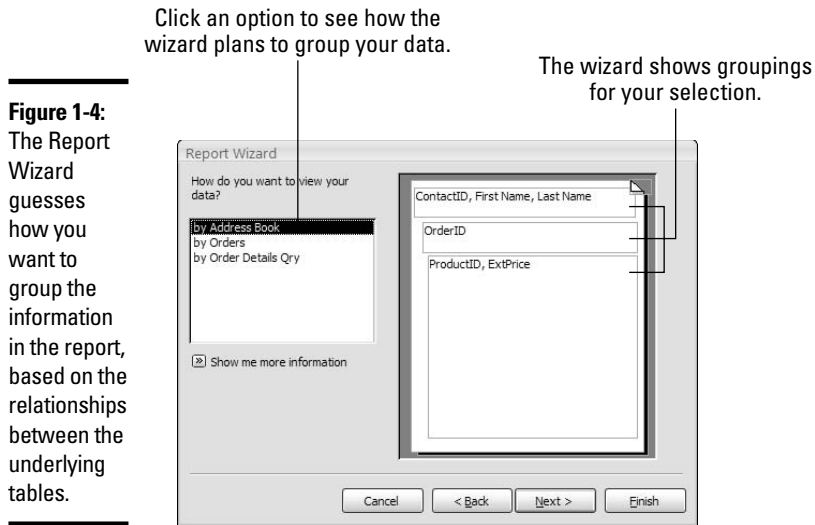 Click an option to see how the
wizard plans to group your data.
The wizard shows groupings
for your selection.
Figure 1-4:
The Report
Wizard
guesses
how you
want to
group the
information
in the report,
based on the
relationships
between the
underlying
tables.
Report Wizard
How do you want to view your
data?
by Address Book
by Orders
by Order Details Qry
Show me more information
ContactID, First Name, Last Name
OrderID
ProductID, ExtPrice
Cancel
< Back
Next >
Finish